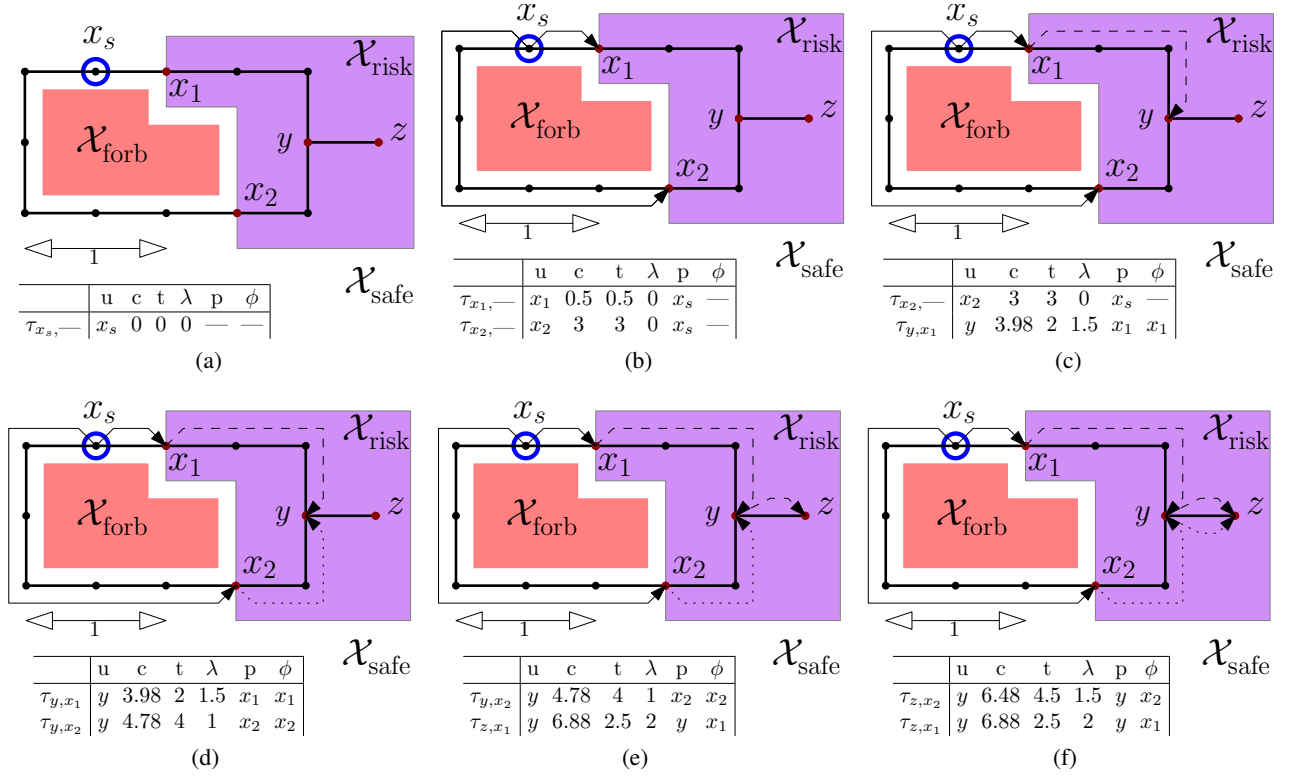 x_s
𝒳_risk
x_1
𝒳_forb
y
z
x_2
1
𝒳_safe
u c t λ p ϕ
τ_{x_s,—} x_s 0 0 0 — —
(a)
x_s
𝒳_risk
x_1
𝒳_forb
y
z
x_2
1
𝒳_safe
u c t λ p ϕ
τ_{x_1,—} x_1 0.5 0.5 0 x_s —
τ_{x_2,—} x_2 3 3 0 x_s —
(b)
x_s
𝒳_risk
x_1
𝒳_forb
y
z
x_2
1
𝒳_safe
u c t λ p ϕ
τ_{x_2,—} x_2 3 3 0 x_s —
τ_{y,x_1} y 3.98 2 1.5 x_1 x_1
(c)
x_s
𝒳_risk
x_1
𝒳_forb
y
z
x_2
1
𝒳_safe
u c t λ p ϕ
τ_{y,x_1} y 3.98 2 1.5 x_1 x_1
τ_{y,x_2} y 4.78 4 1 x_2 x_2
(d)
x_s
𝒳_risk
x_1
𝒳_forb
y
z
x_2
1
𝒳_safe
u c t λ p ϕ
τ_{y,x_2} y 4.78 4 1 x_2 x_2
τ_{z,x_1} y 6.88 2.5 2 y x_1
(e)
x_s
𝒳_risk
x_1
𝒳_forb
y
z
x_2
1
𝒳_safe
u c t λ p ϕ
τ_{z,x_2} y 6.48 4.5 1.5 y x_2
τ_{z,x_1} y 6.88 2.5 2 y x_1
(f)